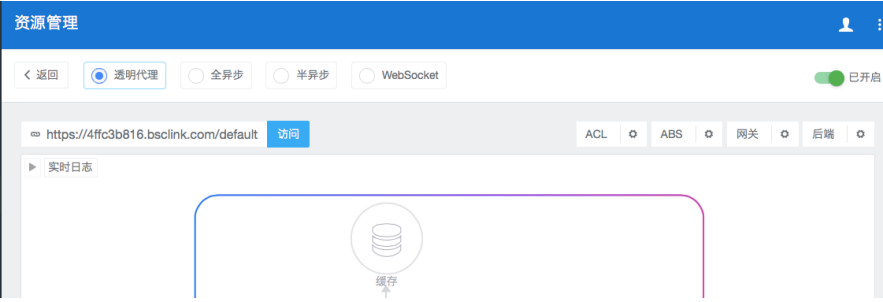 资源管理
返回 透明代理 全异步 半异步 WebSocket 已开启
https://4ffc3b816.bsclink.com/default 访问 ACL ABS 网关 后端
实时日志
缓存